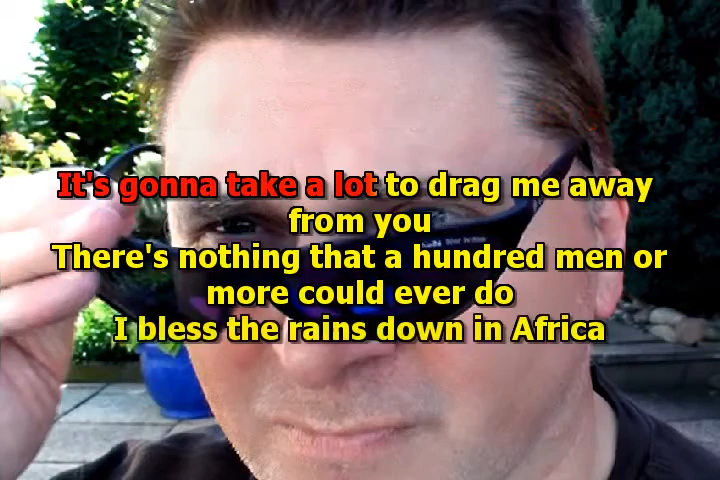 It's gonna take a lot to drag me away
from you
There's nothing that a hundred men or
more could ever do
I bless the rains down in Africa